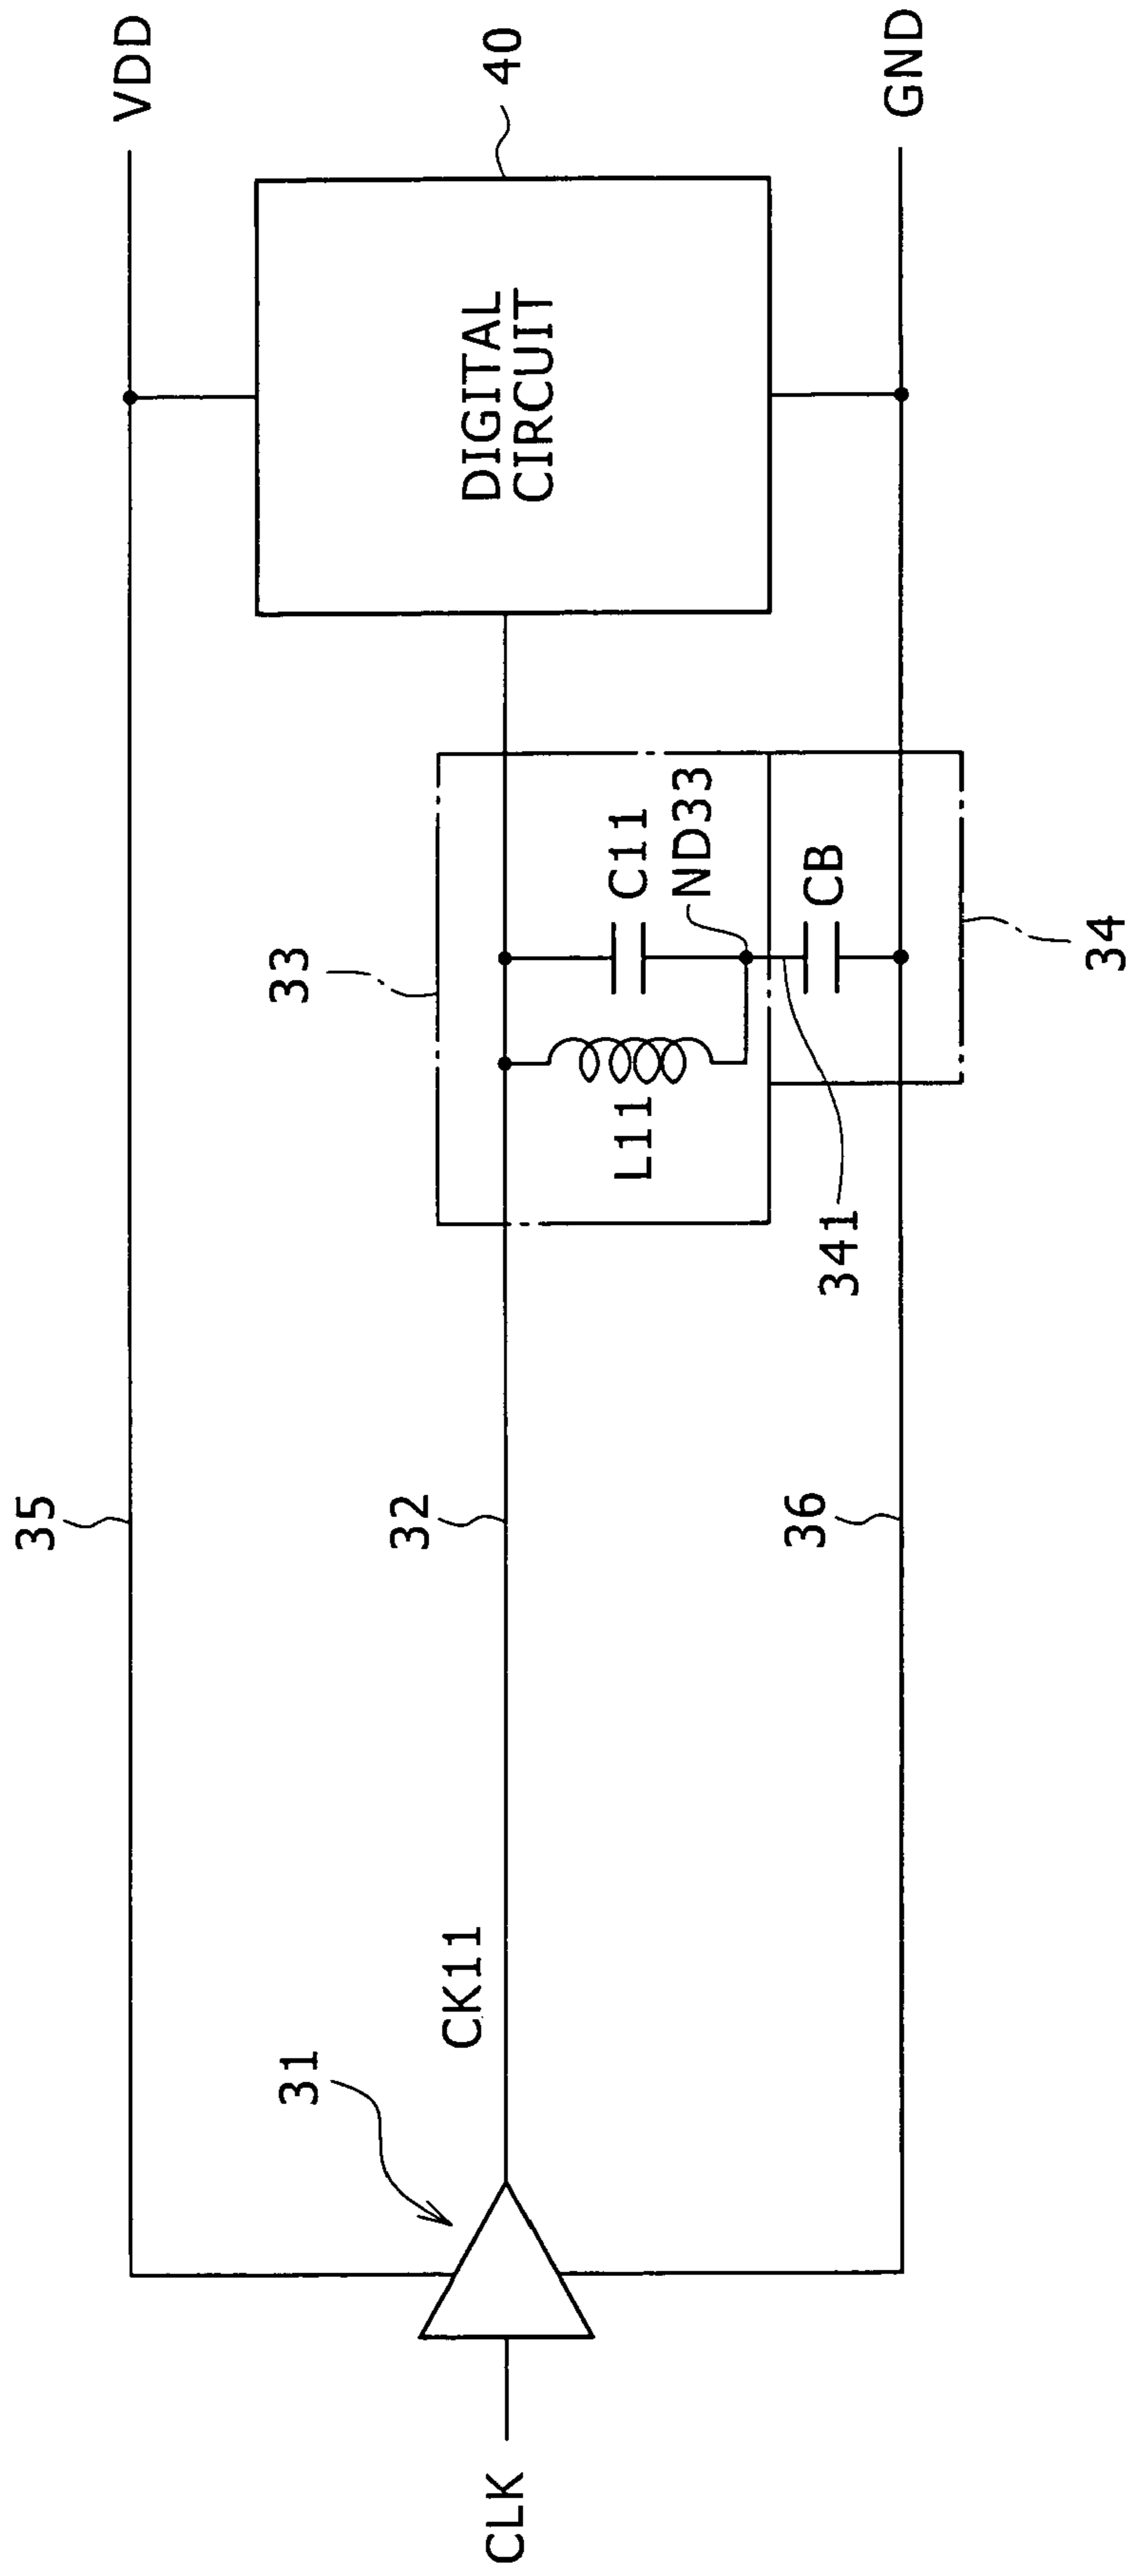 35
VDD
31
33
40
CLK
CK11
32
L11
C11
ND33
DIGITAL
CIRCUIT
341
CB
36
GND
34